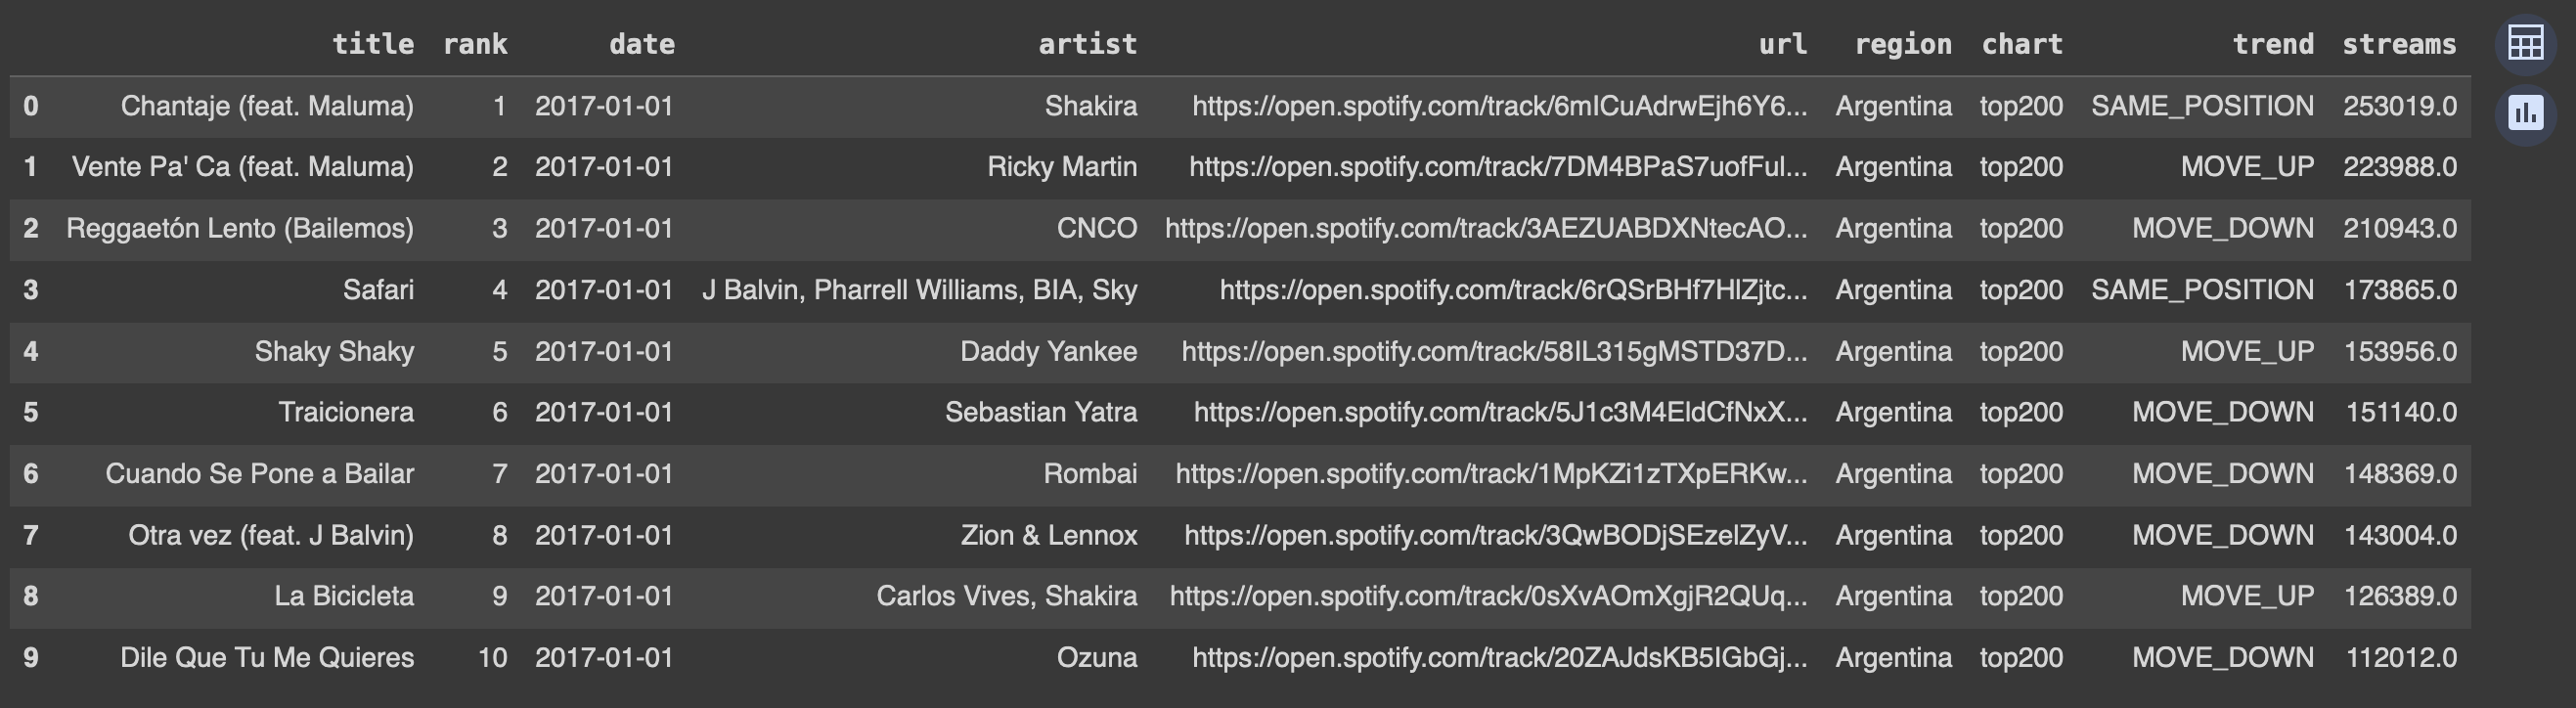 title rank date artist url region chart trend streams
0 Chantaje (feat. Maluma) 1 2017-01-01 Shakira https://open.spotify.com/track/6mICuAdrwEjh6Y6... Argentina top200 SAME_POSITION 253019.0
1 Vente Pa' Ca (feat. Maluma) 2 2017-01-01 Ricky Martin https://open.spotify.com/track/7DM4BPaS7uofFul... Argentina top200 MOVE_UP 223988.0
2 Reggaetón Lento (Bailemos) 3 2017-01-01 CNCO https://open.spotify.com/track/3AEZUABDXNtecAO... Argentina top200 MOVE_DOWN 210943.0
3 Safari 4 2017-01-01 J Balvin, Pharrell Williams, BIA, Sky https://open.spotify.com/track/6rQSrBHf7HlZjtc... Argentina top200 SAME_POSITION 173865.0
4 Shaky Shaky 5 2017-01-01 Daddy Yankee https://open.spotify.com/track/58IL315gMSTD37D... Argentina top200 MOVE_UP 153956.0
5 Traicionera 6 2017-01-01 Sebastian Yatra https://open.spotify.com/track/5J1c3M4EldCfNxX... Argentina top200 MOVE_DOWN 151140.0
6 Cuando Se Pone a Bailar 7 2017-01-01 Rombai https://open.spotify.com/track/1MpKZi1zTXpERKw... Argentina top200 MOVE_DOWN 148369.0
7 Otra vez (feat. J Balvin) 8 2017-01-01 Zion & Lennox https://open.spotify.com/track/3QwBODjSEzelZyV... Argentina top200 MOVE_DOWN 143004.0
8 La Bicicleta 9 2017-01-01 Carlos Vives, Shakira https://open.spotify.com/track/0sXvAOmXgjR2QUq... Argentina top200 MOVE_UP 126389.0
9 Dile Que Tu Me Quieres 10 2017-01-01 Ozuna https://open.spotify.com/track/20ZAJdsKB5IGbGj... Argentina top200 MOVE_DOWN 112012.0